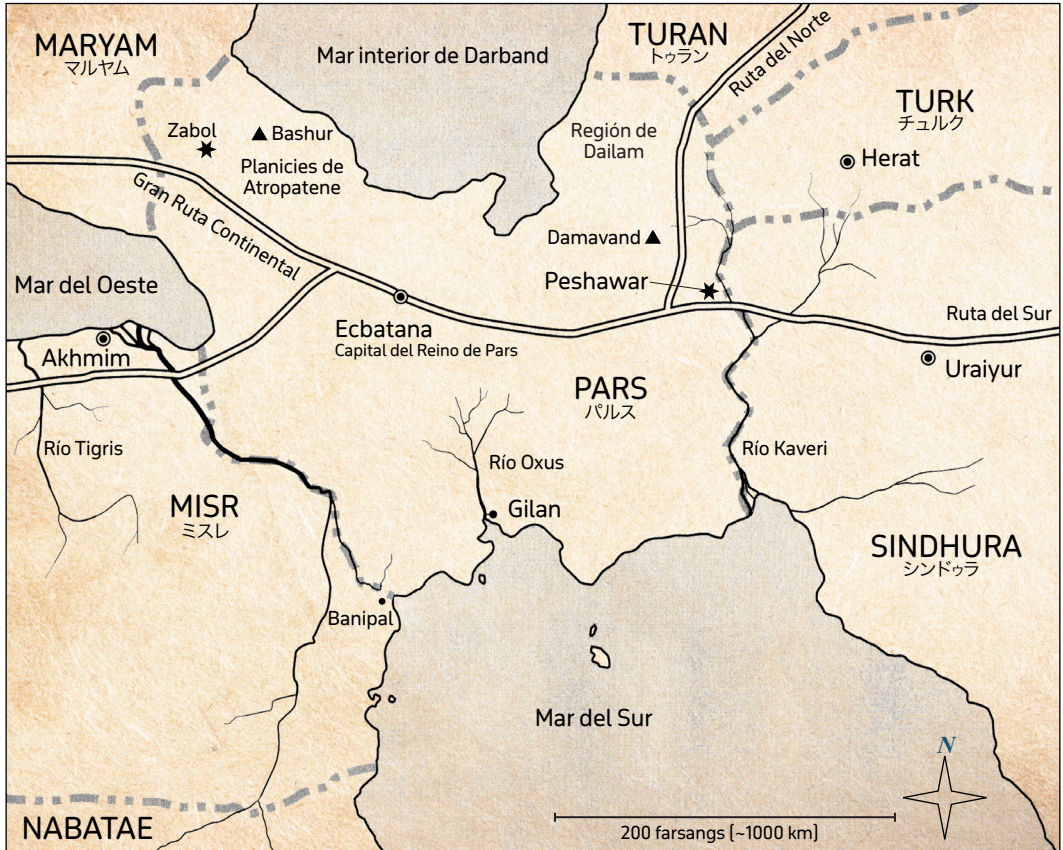 MARYAM
マルヤム
Mar interior de Darband
TURAN
トゥラン
Ruta del Norte
TURK
チュルク
Zabol
Bashur
Planicies de
Atropatene
Región de
Dailam
Herat
Gran Ruta Continental
Damavand
Mar del Oeste
Peshawar
Akhmim
Ecbatana
Capital del Reino de Pars
Ruta del Sur
Uraiyur
PARS
パルス
Río Tigris
Río Oxus
Río Kaveri
MISR
ミスル
Gilan
SINDHURA
シンドゥラ
Banipal
Mar del Sur
N
NABATAE
200 farsangs (~1000 km)